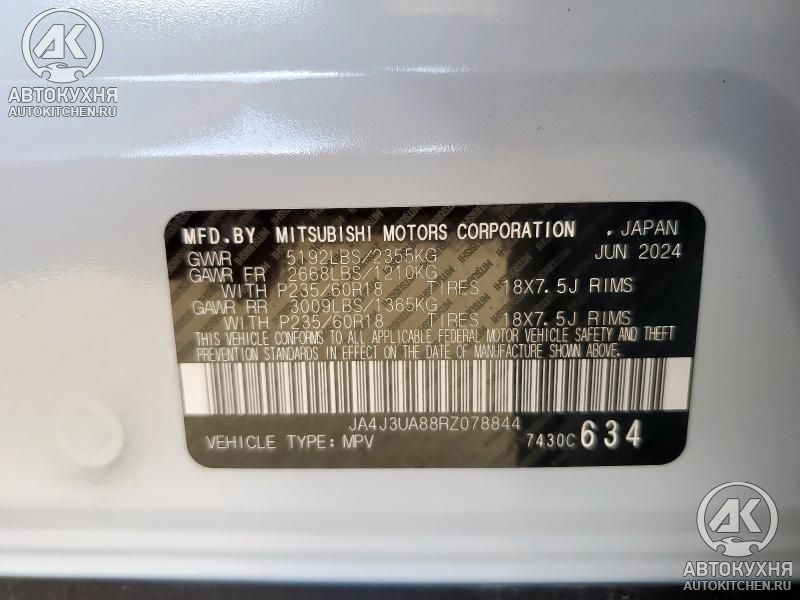 АК
АВТОКУХНЯ
AUTOKITCHEN.RU
MFD.BY MITSUBISHI MOTORS CORPORATION , JAPAN
GVWR 5192LBS/2355KG JUN 2024
GAWR FR 2668LBS/1210KG
WITH P235/60R18 TIRES 18X7.5J RIMS
GAWR RR 3009LBS/1365KG
WITH P235/60R18 TIRES 18X7.5J RIMS
THIS VEHICLE CONFORMS TO ALL APPLICABLE FEDERAL MOTOR VEHICLE SAFETY AND THEFT
PREVENTION STANDARDS IN EFFECT ON THE DATE OF MANUFACTURE SHOWN ABOVE.
JA4J3UA88RZ078844
VEHICLE TYPE:MPV 7430C 634
АК
АВТОКУХНЯ
AUTOKITCHEN.RU